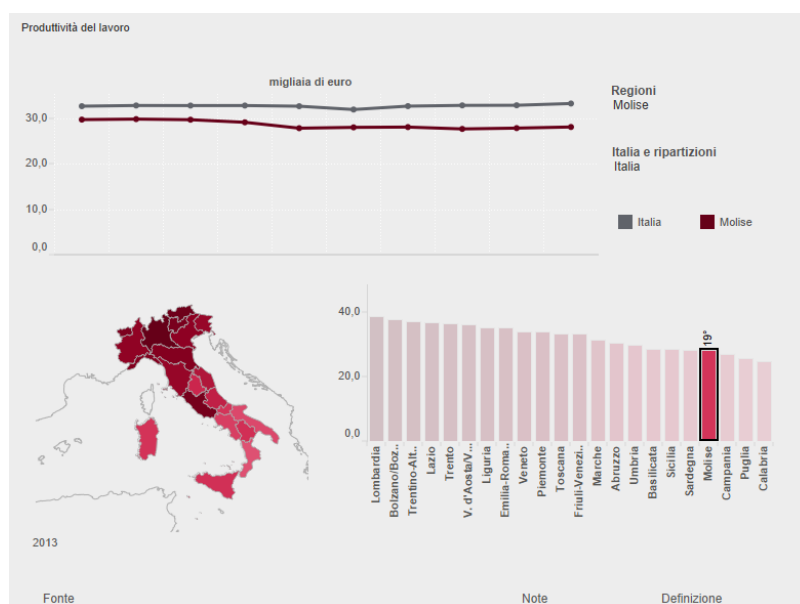 Produttività del lavoro
migliaia di euro
30,0
20,0
10,0
0,0
Regioni
Molise
Italia e ripartizioni
Italia
Italia
Molise
40,0
20,0
0,0
19°
Lombardia
Bolzano/Boz..
Trentino-Alt..
Lazio
Trento
V. d'Aosta/V. ..
Liguria
Emilia-Roma..
Veneto
Piemonte
Toscana
Friuli-Venezi..
Marche
Abruzzo
Umbria
Basilicata
Sicilia
Sardegna
Molise
Campania
Puglia
Calabria
2013
Fonte
Note
Definizione